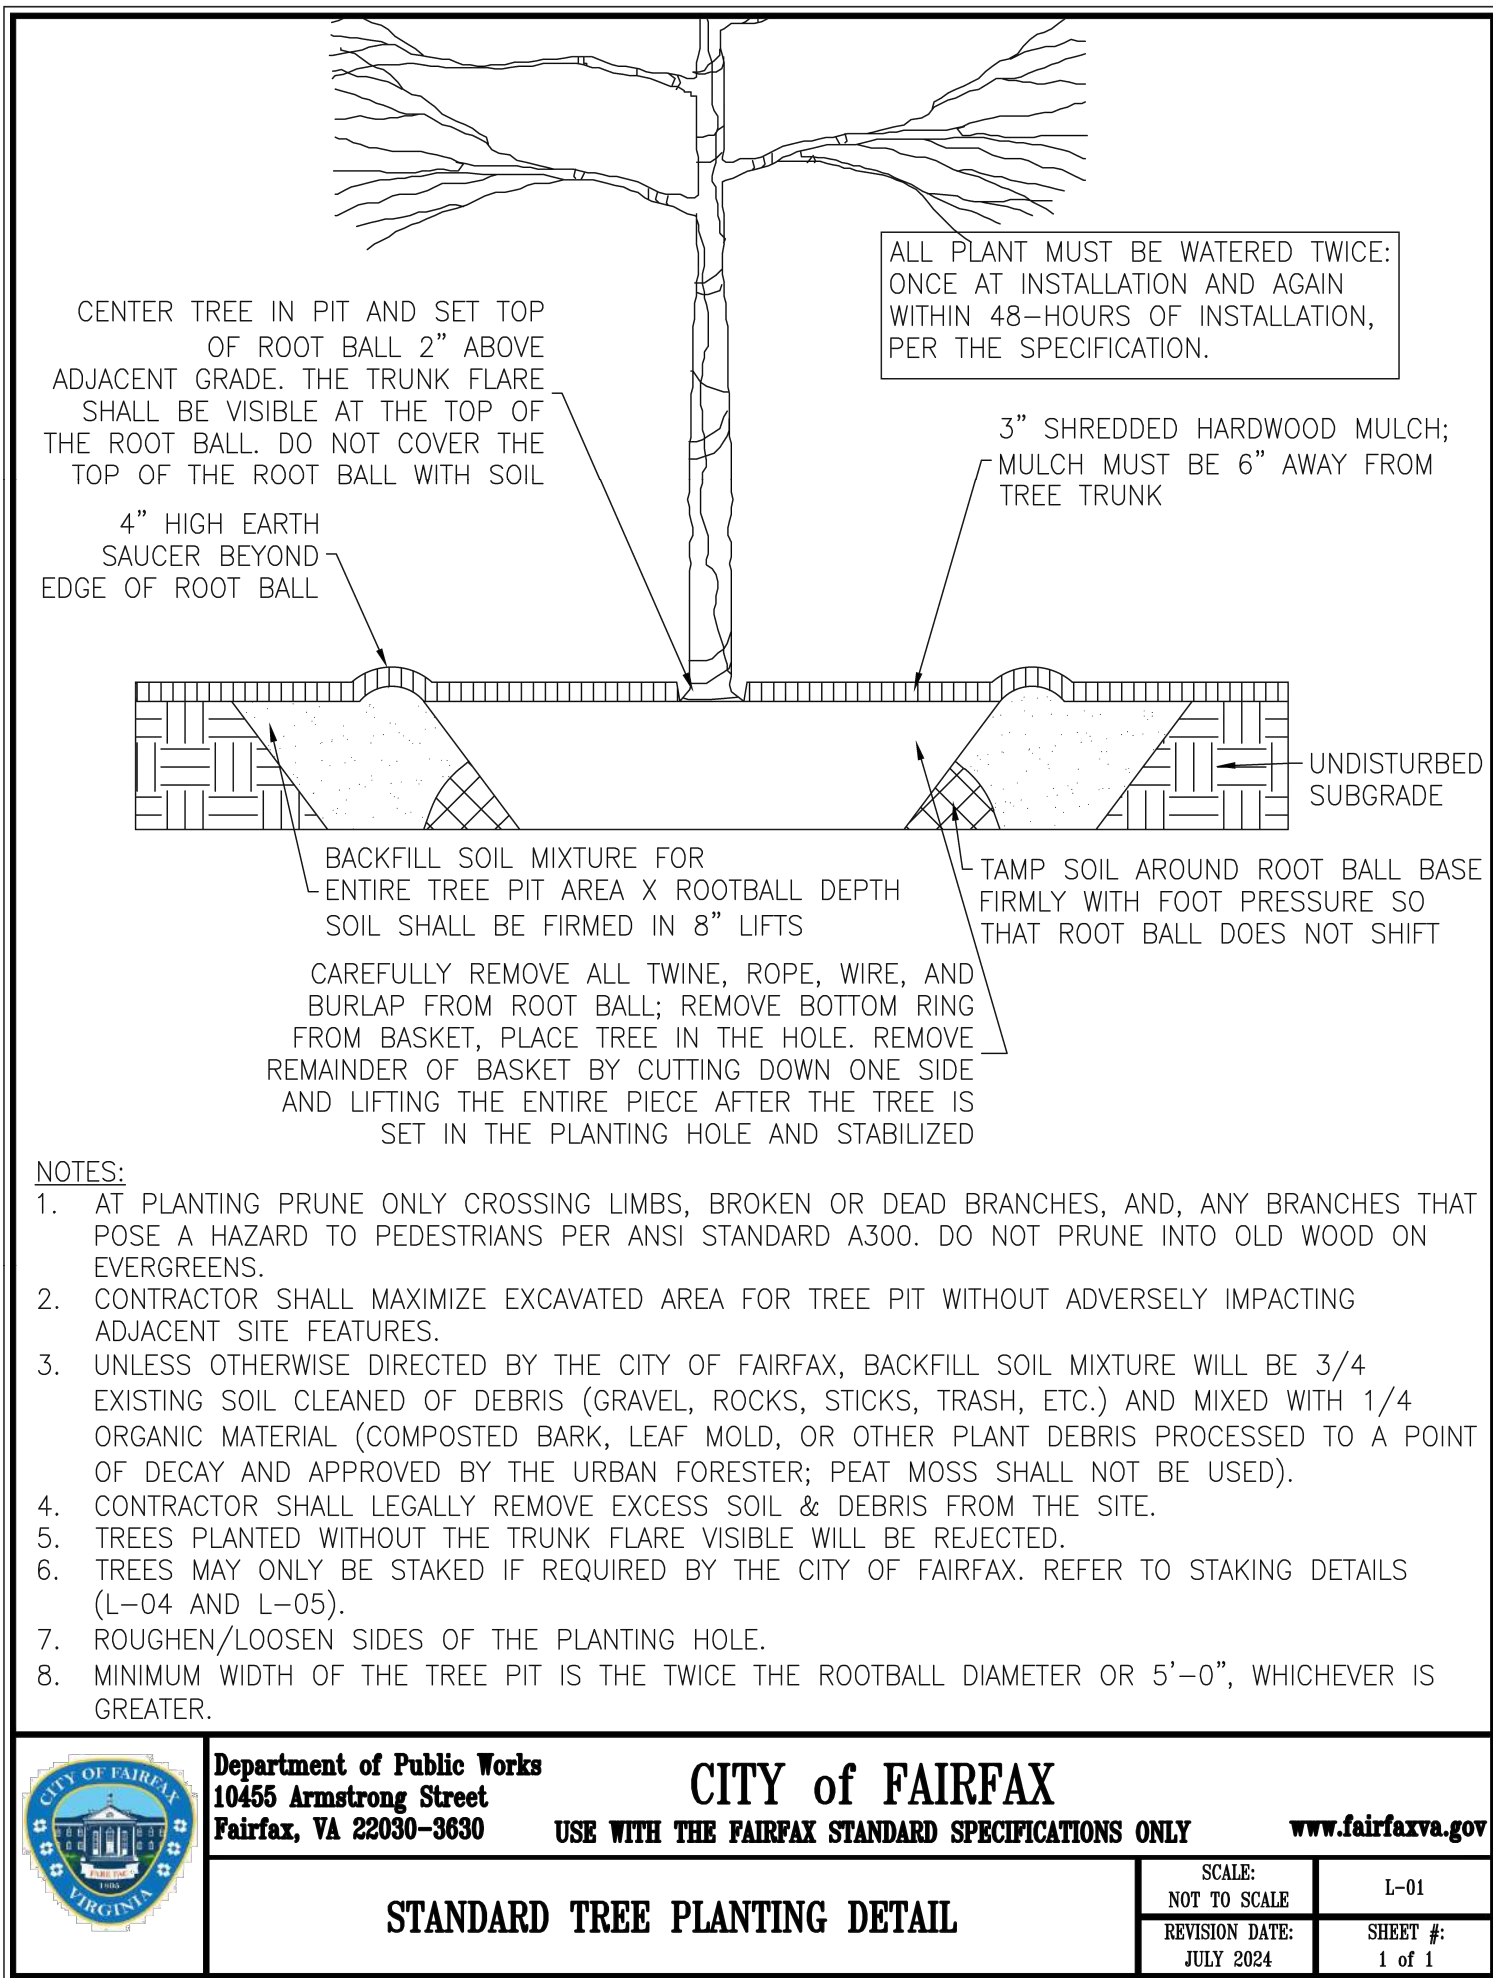 ALL PLANT MUST BE WATERED TWICE:
ONCE AT INSTALLATION AND AGAIN
WITHIN 48-HOURS OF INSTALLATION,
PER THE SPECIFICATION.
CENTER TREE IN PIT AND SET TOP
OF ROOT BALL 2" ABOVE
ADJACENT GRADE. THE TRUNK FLARE
SHALL BE VISIBLE AT THE TOP OF
THE ROOT BALL. DO NOT COVER THE
TOP OF THE ROOT BALL WITH SOIL
3" SHREDDED HARDWOOD MULCH;
MULCH MUST BE 6" AWAY FROM
TREE TRUNK
4" HIGH EARTH
SAUCER BEYOND
EDGE OF ROOT BALL
UNDISTURBED
SUBGRADE
BACKFILL SOIL MIXTURE FOR
ENTIRE TREE PIT AREA X ROOTBALL DEPTH
SOIL SHALL BE FIRMED IN 8" LIFTS
TAMP SOIL AROUND ROOT BALL BASE
FIRMLY WITH FOOT PRESSURE SO
THAT ROOT BALL DOES NOT SHIFT
CAREFULLY REMOVE ALL TWINE, ROPE, WIRE, AND
BURLAP FROM ROOT BALL; REMOVE BOTTOM RING
FROM BASKET, PLACE TREE IN THE HOLE. REMOVE
REMAINDER OF BASKET BY CUTTING DOWN ONE SIDE
AND LIFTING THE ENTIRE PIECE AFTER THE TREE IS
SET IN THE PLANTING HOLE AND STABILIZED
NOTES:
1. AT PLANTING PRUNE ONLY CROSSING LIMBS, BROKEN OR DEAD BRANCHES, AND, ANY BRANCHES THAT
POSE A HAZARD TO PEDESTRIANS PER ANSI STANDARD A300. DO NOT PRUNE INTO OLD WOOD ON
EVERGREENS.
2. CONTRACTOR SHALL MAXIMIZE EXCAVATED AREA FOR TREE PIT WITHOUT ADVERSELY IMPACTING
ADJACENT SITE FEATURES.
3. UNLESS OTHERWISE DIRECTED BY THE CITY OF FAIRFAX, BACKFILL SOIL MIXTURE WILL BE 3/4
EXISTING SOIL CLEANED OF DEBRIS (GRAVEL, ROCKS, STICKS, TRASH, ETC.) AND MIXED WITH 1/4
ORGANIC MATERIAL (COMPOSTED BARK, LEAF MOLD, OR OTHER PLANT DEBRIS PROCESSED TO A POINT
OF DECAY AND APPROVED BY THE URBAN FORESTER; PEAT MOSS SHALL NOT BE USED).
4. CONTRACTOR SHALL LEGALLY REMOVE EXCESS SOIL & DEBRIS FROM THE SITE.
5. TREES PLANTED WITHOUT THE TRUNK FLARE VISIBLE WILL BE REJECTED.
6. TREES MAY ONLY BE STAKED IF REQUIRED BY THE CITY OF FAIRFAX. REFER TO STAKING DETAILS
(L-04 AND L-05).
7. ROUGHEN/LOOSEN SIDES OF THE PLANTING HOLE.
8. MINIMUM WIDTH OF THE TREE PIT IS THE TWICE THE ROOTBALL DIAMETER OR 5'-0", WHICHEVER IS
GREATER.
CITY OF FAIRFAX
1805
VIRGINIA
Department of Public Works
10455 Armstrong Street
Fairfax, VA 22030-3630
CITY of FAIRFAX
USE WITH THE FAIRFAX STANDARD SPECIFICATIONS ONLY
www.fairfaxva.gov
STANDARD TREE PLANTING DETAIL
SCALE:
NOT TO SCALE
L-01
REVISION DATE:
JULY 2024
SHEET #:
1 of 1